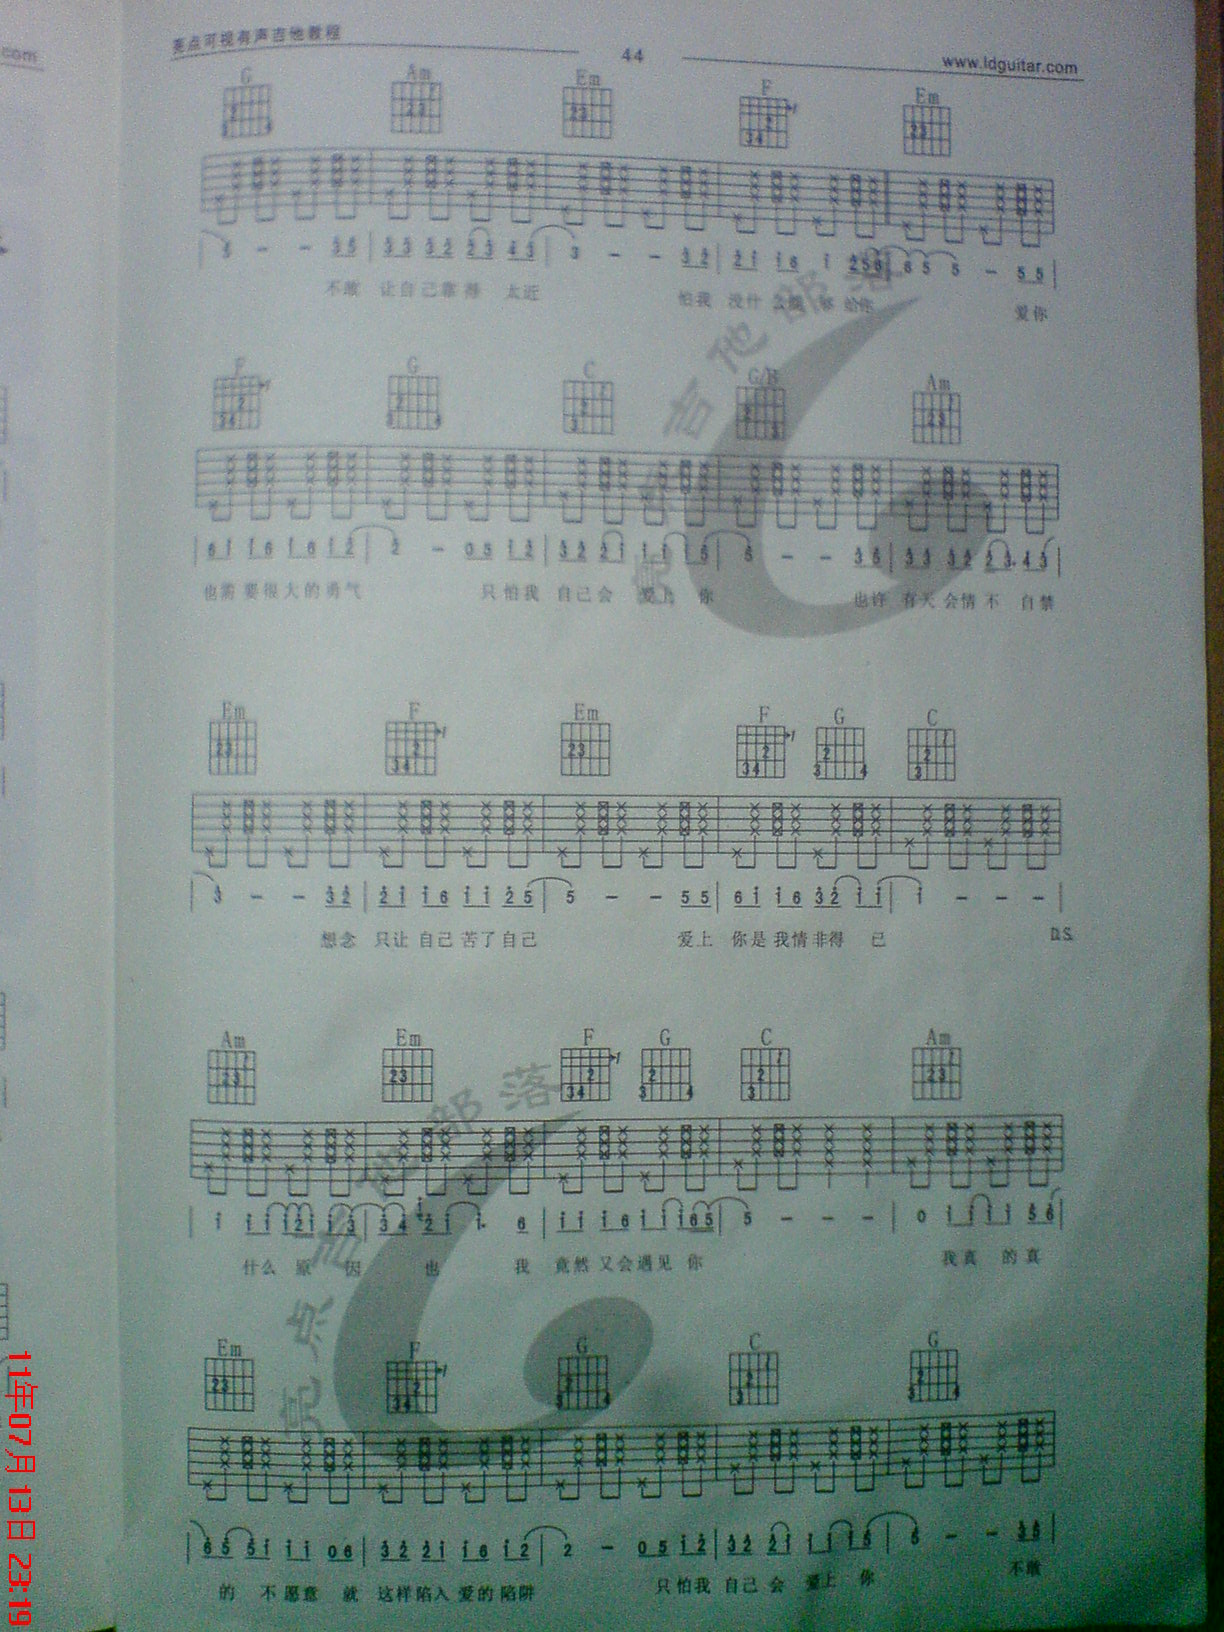 com
亮点可视有声吉他教程 44 www.ldguitar.com
G Am Em F Em
5 - - 3 5 | 3 3 3 2 2 3 4 3 | 3 - - 3 2 | 2 1 1 6 1 2 5 6 | 6 5 5 - 5 5 |
不敢 让自己靠得 太近 怕我 没什么能够给你 爱你
F G C G/B Am
6 1 1 6 1 6 1 2 | 2 - 0 5 1 2 | 3 2 2 1 1 1 1 5 | 5 - - 3 5 | 3 3 3 2 2 3. 4 3
也需要很大的勇气 只怕我 自己会 爱上 你 也许 有天会情不 自禁
Em F Em F G C
3 - - 3 2 | 2 1 1 6 1 1 2 5 | 5 - - 5 5 | 6 1 1 6 3 2 1 1 | 1 - - - |
想念 只让自己苦了自己 爱上 你是我情非得 已 D.S.
Am Em F G C Am
1 1 1 1 2 1 1 3 | 3 4 2 1 1. 6 | 1 1 1 6 1 1 1 6 5 | 5 - - - | 0 1 1 1 1 5 6
什么 原 因 也 我 竟然又会遇见 你 我真 的真
Em F G C G
6 5 5 1 1 1 0 6 | 3 2 2 1 1 6 1 2 | 2 - 0 5 1 2 | 3 2 2 1 1 1 5 | 5 - - 3 5 |
的 不愿意 就 这样陷入爱的陷阱 只怕我 自己会 爱上 你 不敢
亮点吉他部落
11年07月13日 23:19